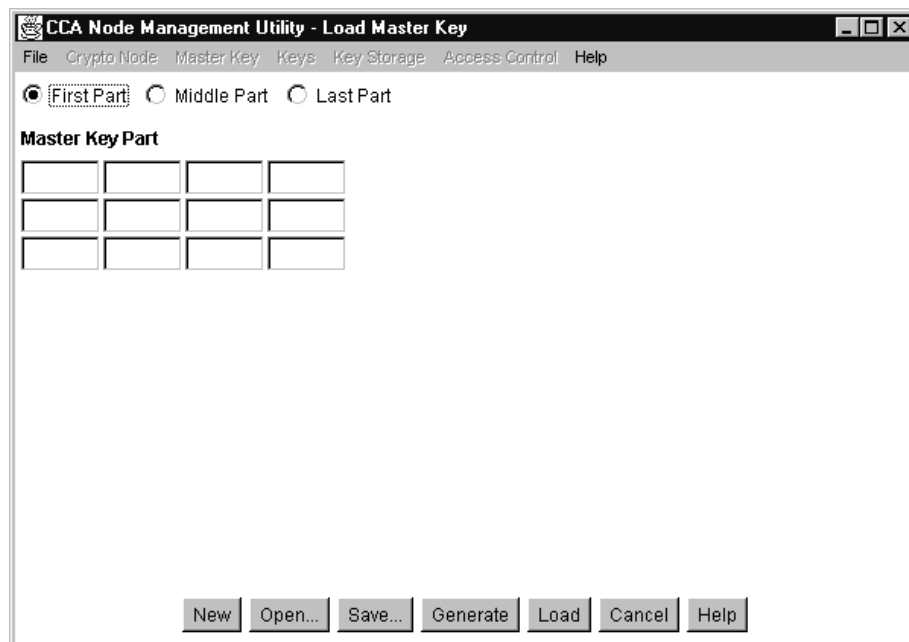 CCA Node Management Utility - Load Master Key
File Crypto Node Master Key Keys Key Storage Access Control Help
First Part Middle Part Last Part
Master Key Part
New Open... Save... Generate Load Cancel Help